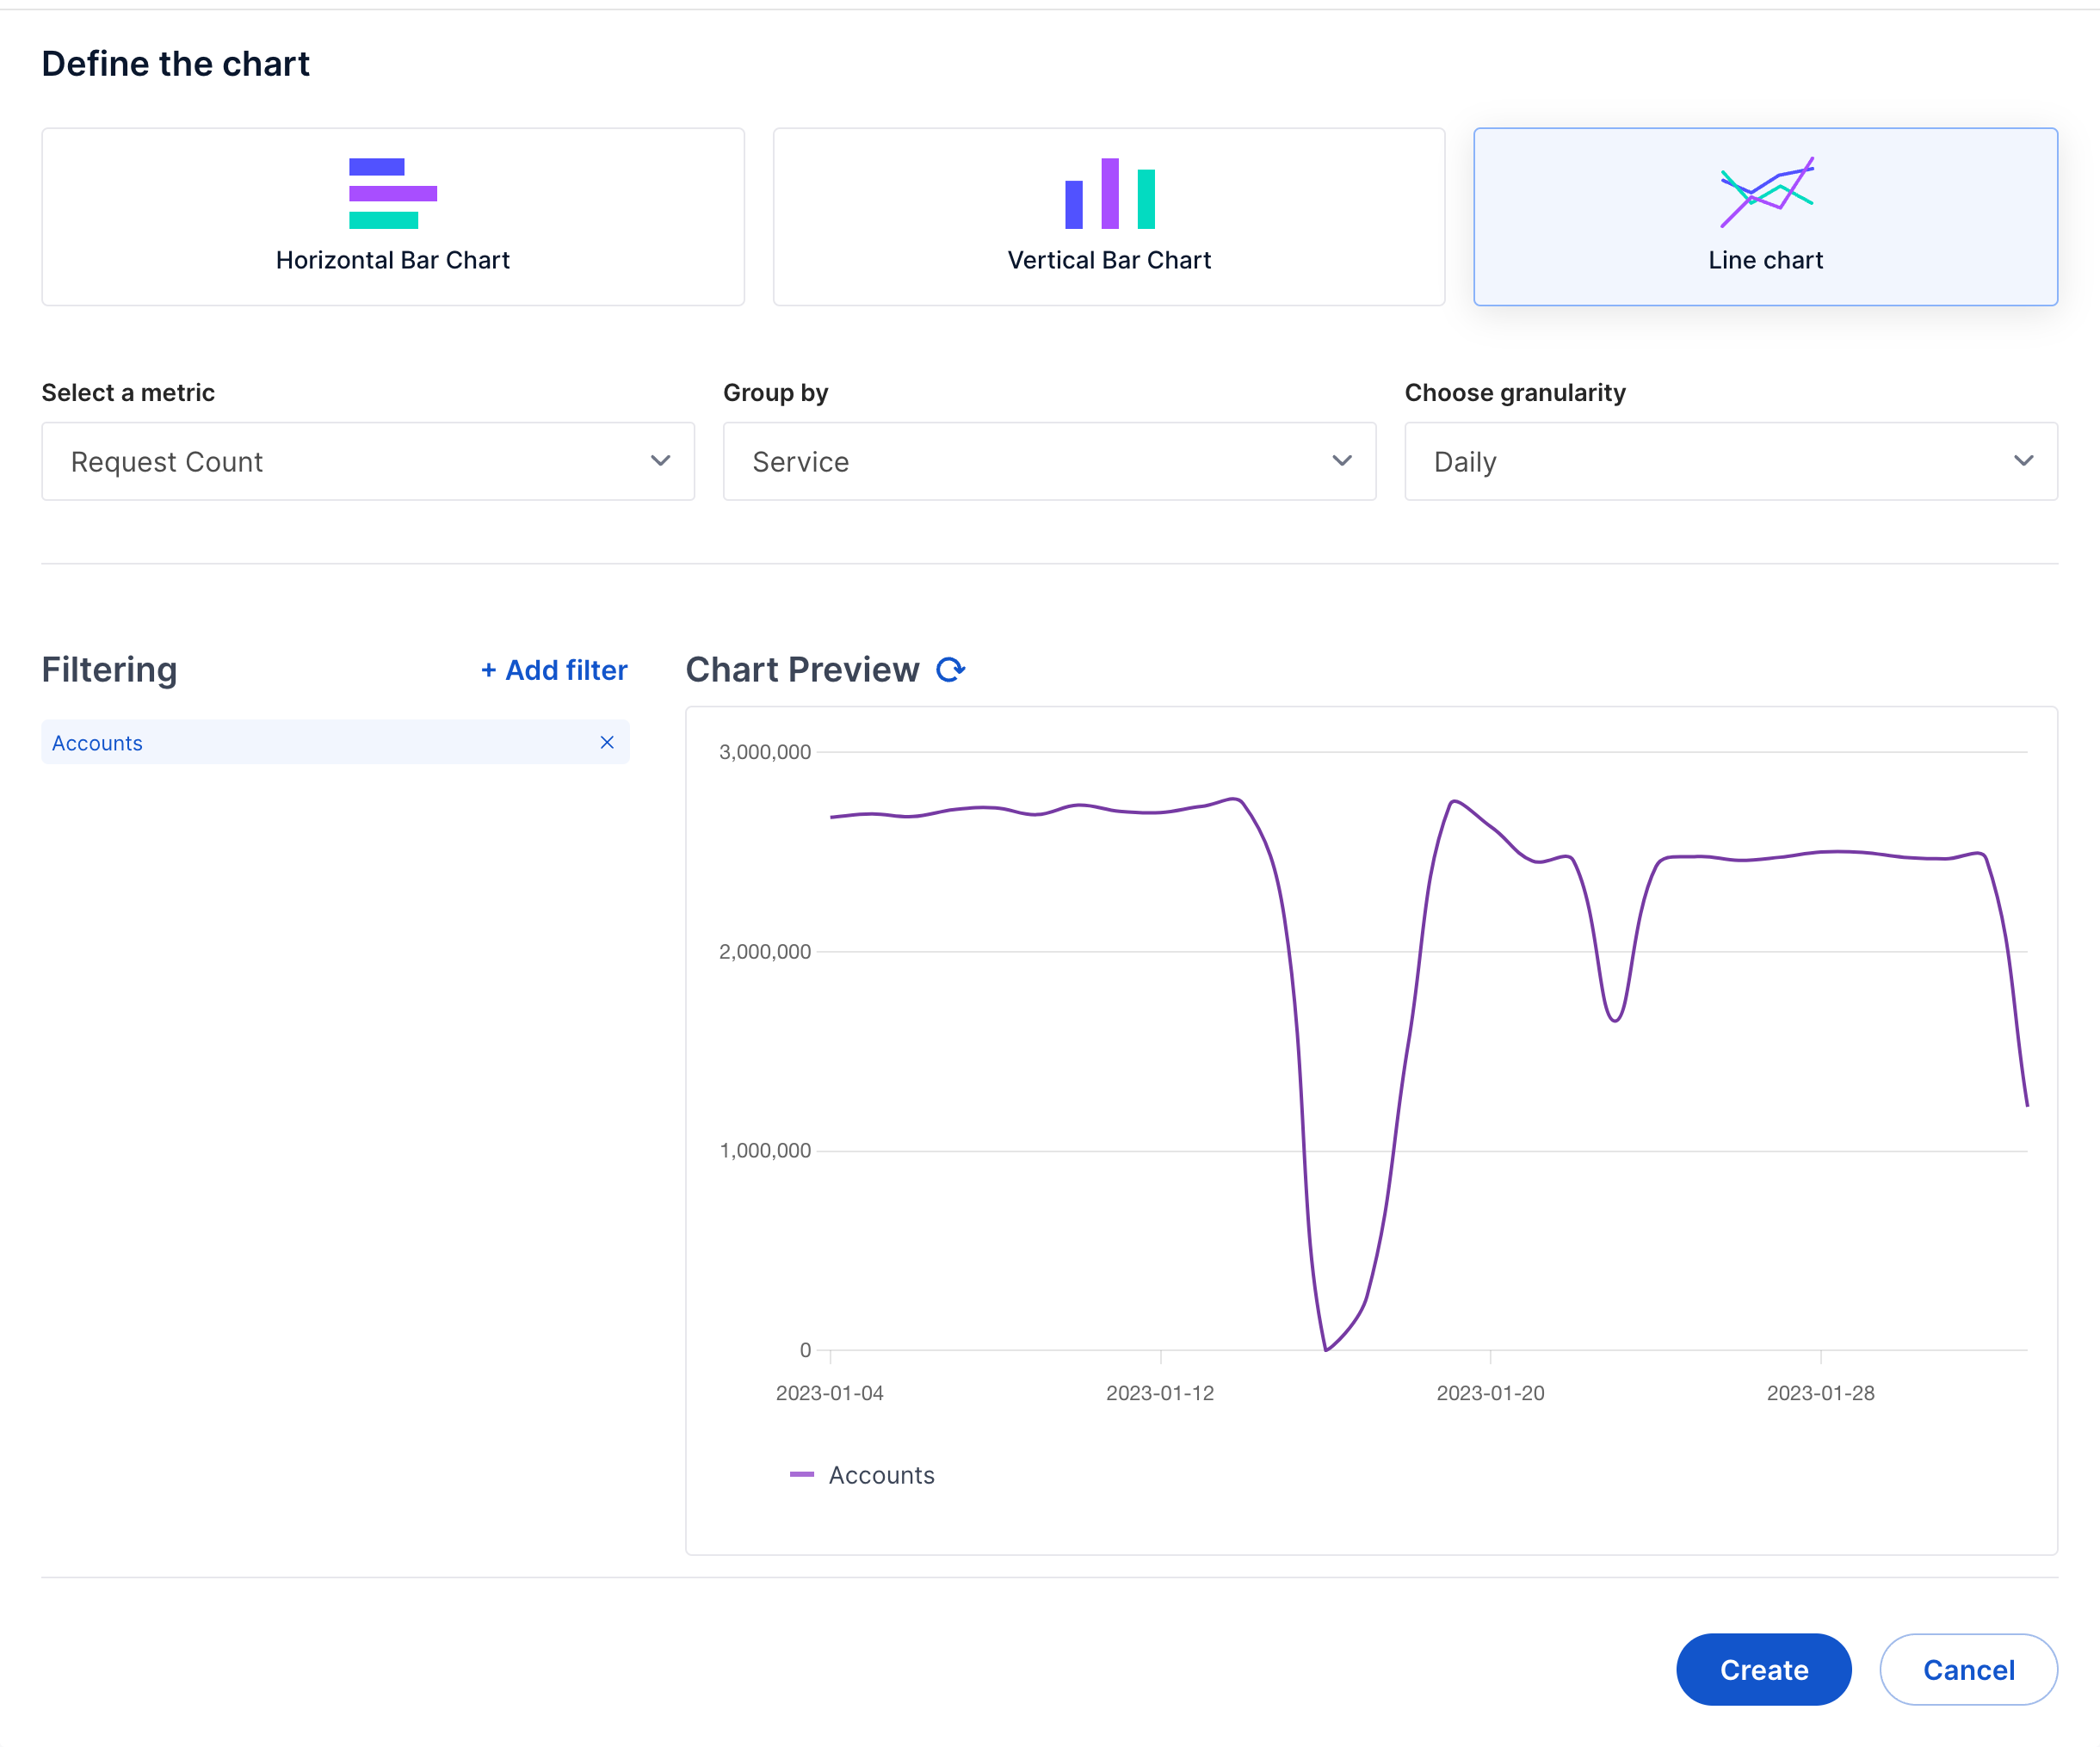 Define the chart
Horizontal Bar Chart
Vertical Bar Chart
Line chart
Select a metric
Group by
Choose granularity
Request Count
Service
Daily
Filtering
+ Add filter
Chart Preview
Accounts
3,000,000
2,000,000
1,000,000
0
2023-01-04
2023-01-12
2023-01-20
2023-01-28
Accounts
Create
Cancel